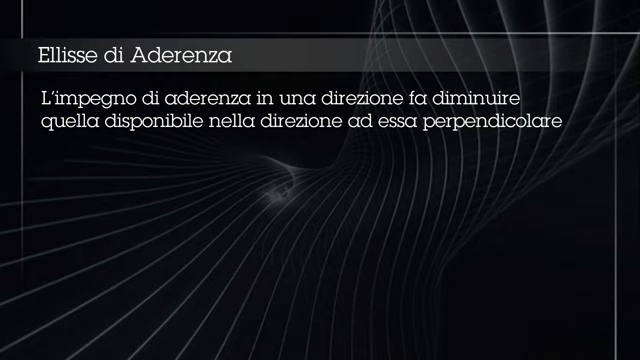 Ellisse di Aderenza
L'impegno di aderenza in una direzione fa diminuire
quella disponibile nella direzione ad essa perpendicolare